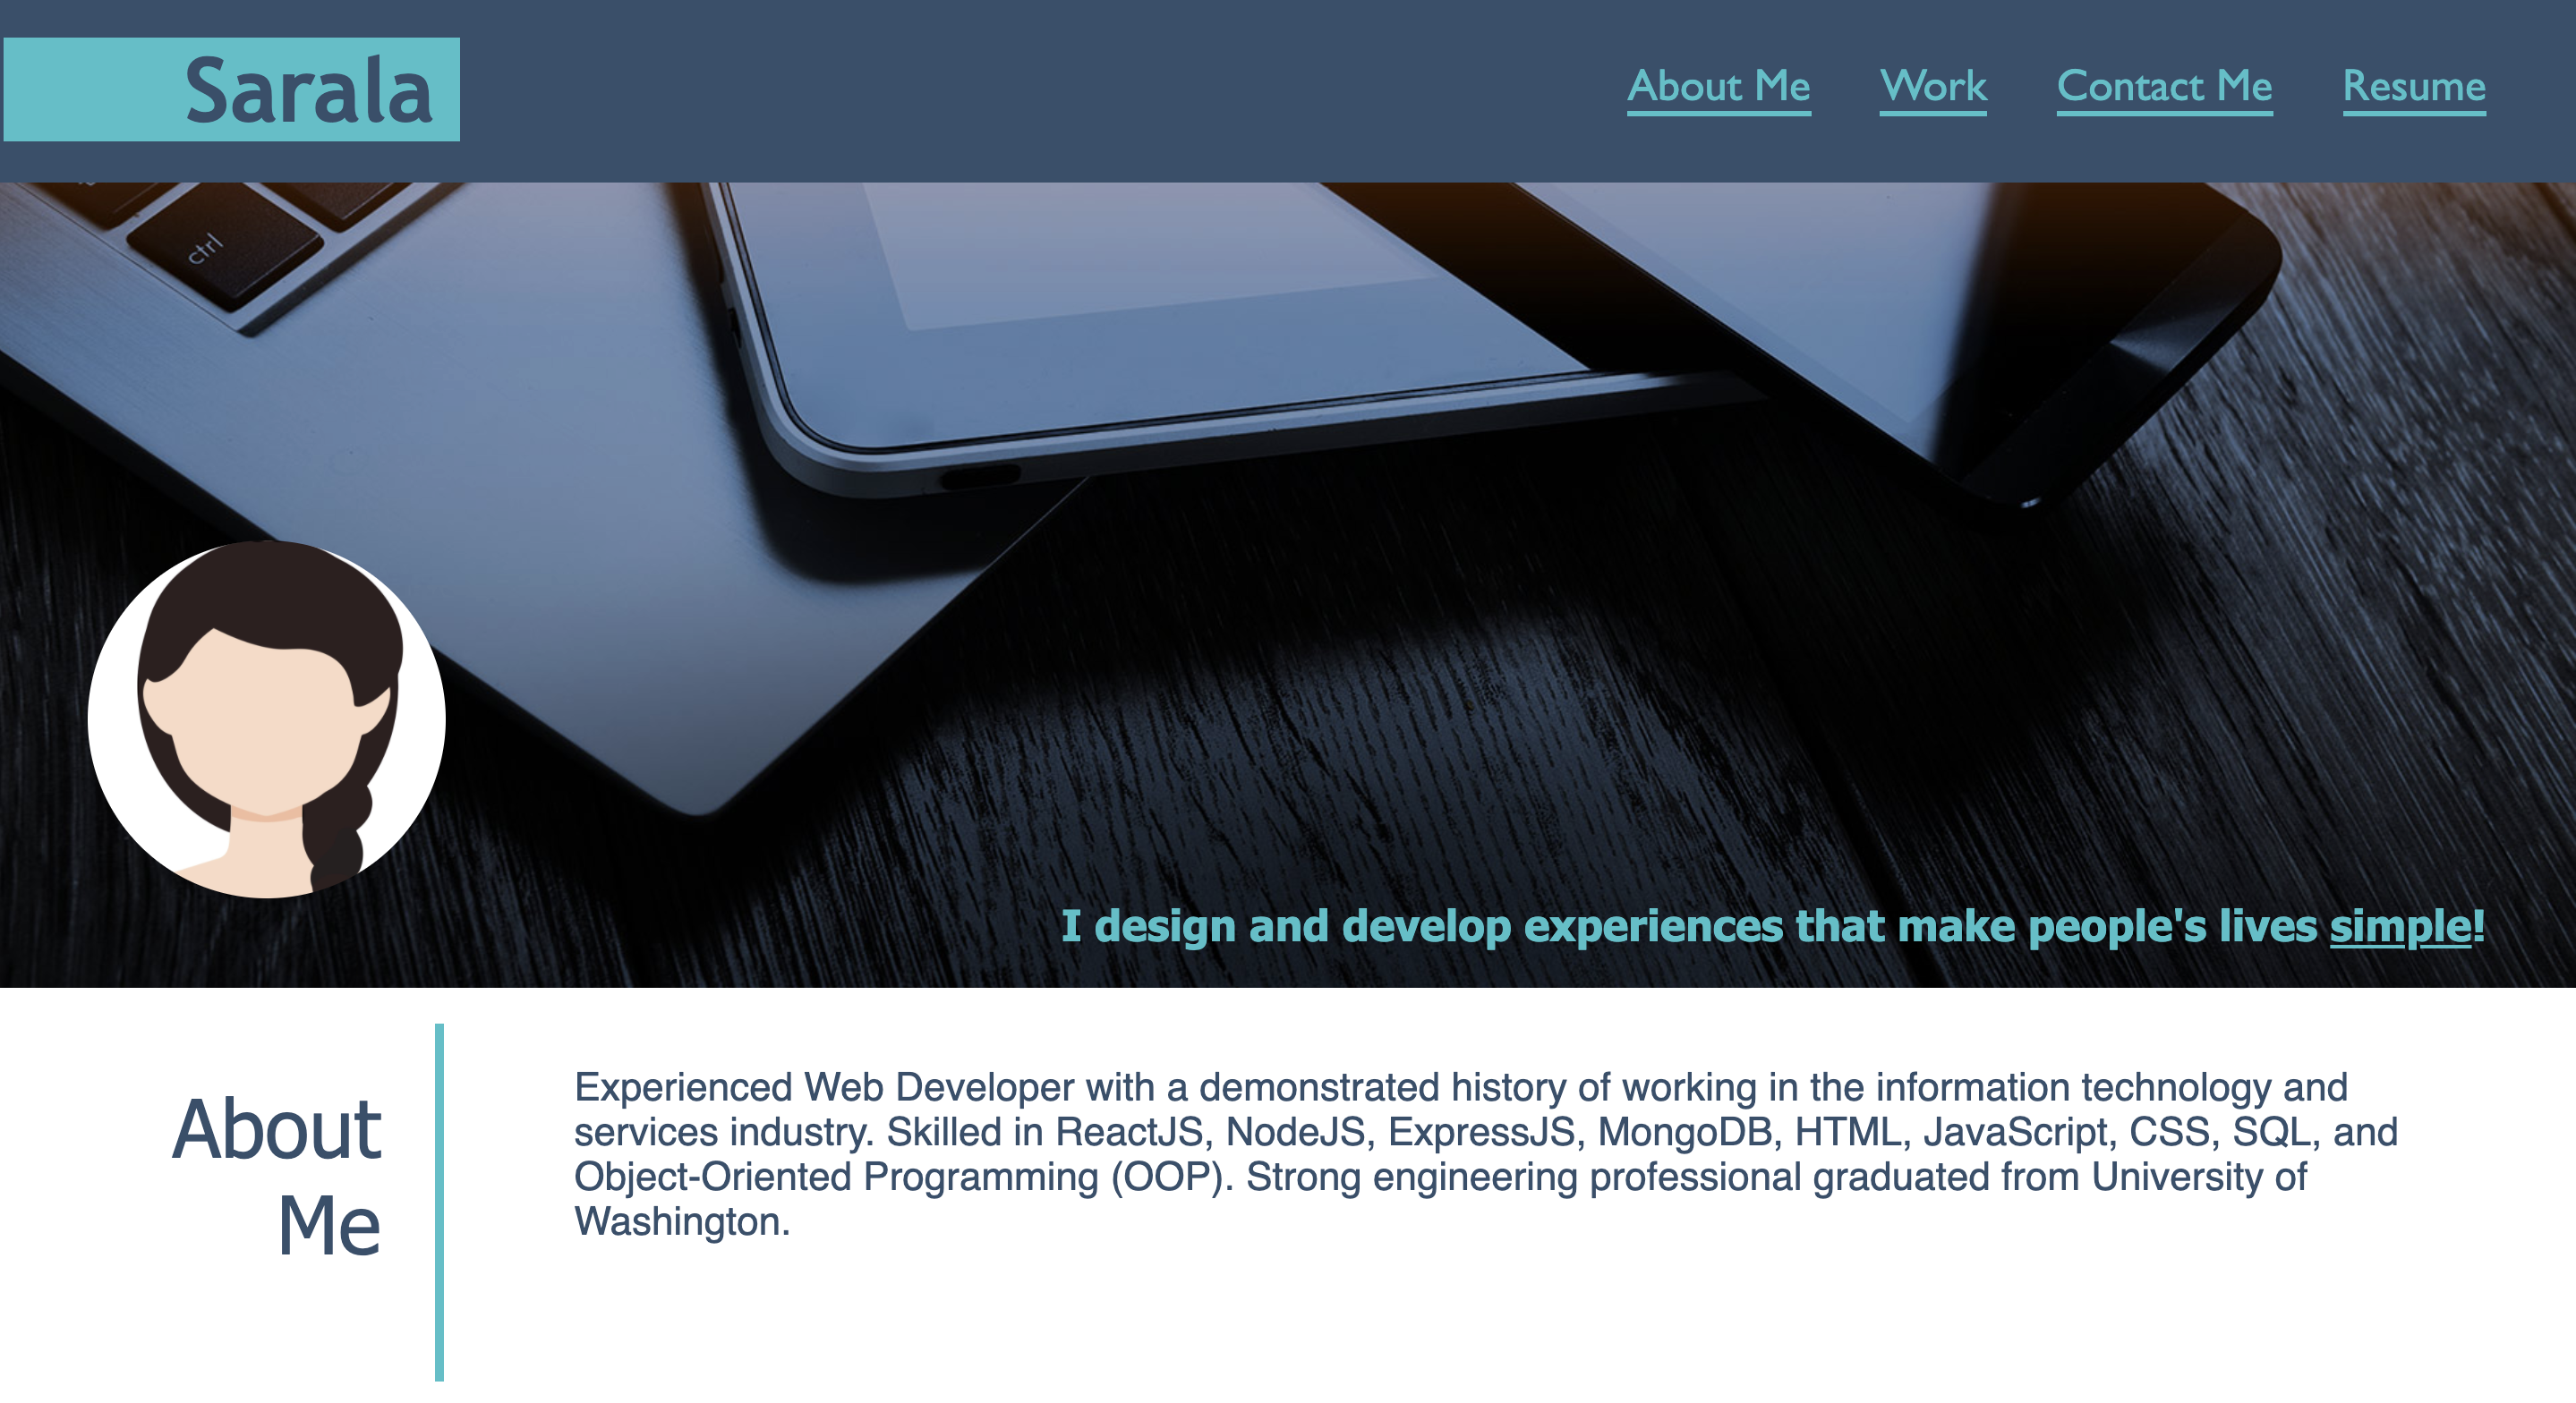 Sarala
About Me Work Contact Me Resume
ctrl
I design and develop experiences that make people's lives simple!
About
Me
Experienced Web Developer with a demonstrated history of working in the information technology and
services industry. Skilled in ReactJS, NodeJS, ExpressJS, MongoDB, HTML, JavaScript, CSS, SQL, and
Object-Oriented Programming (OOP). Strong engineering professional graduated from University of
Washington.